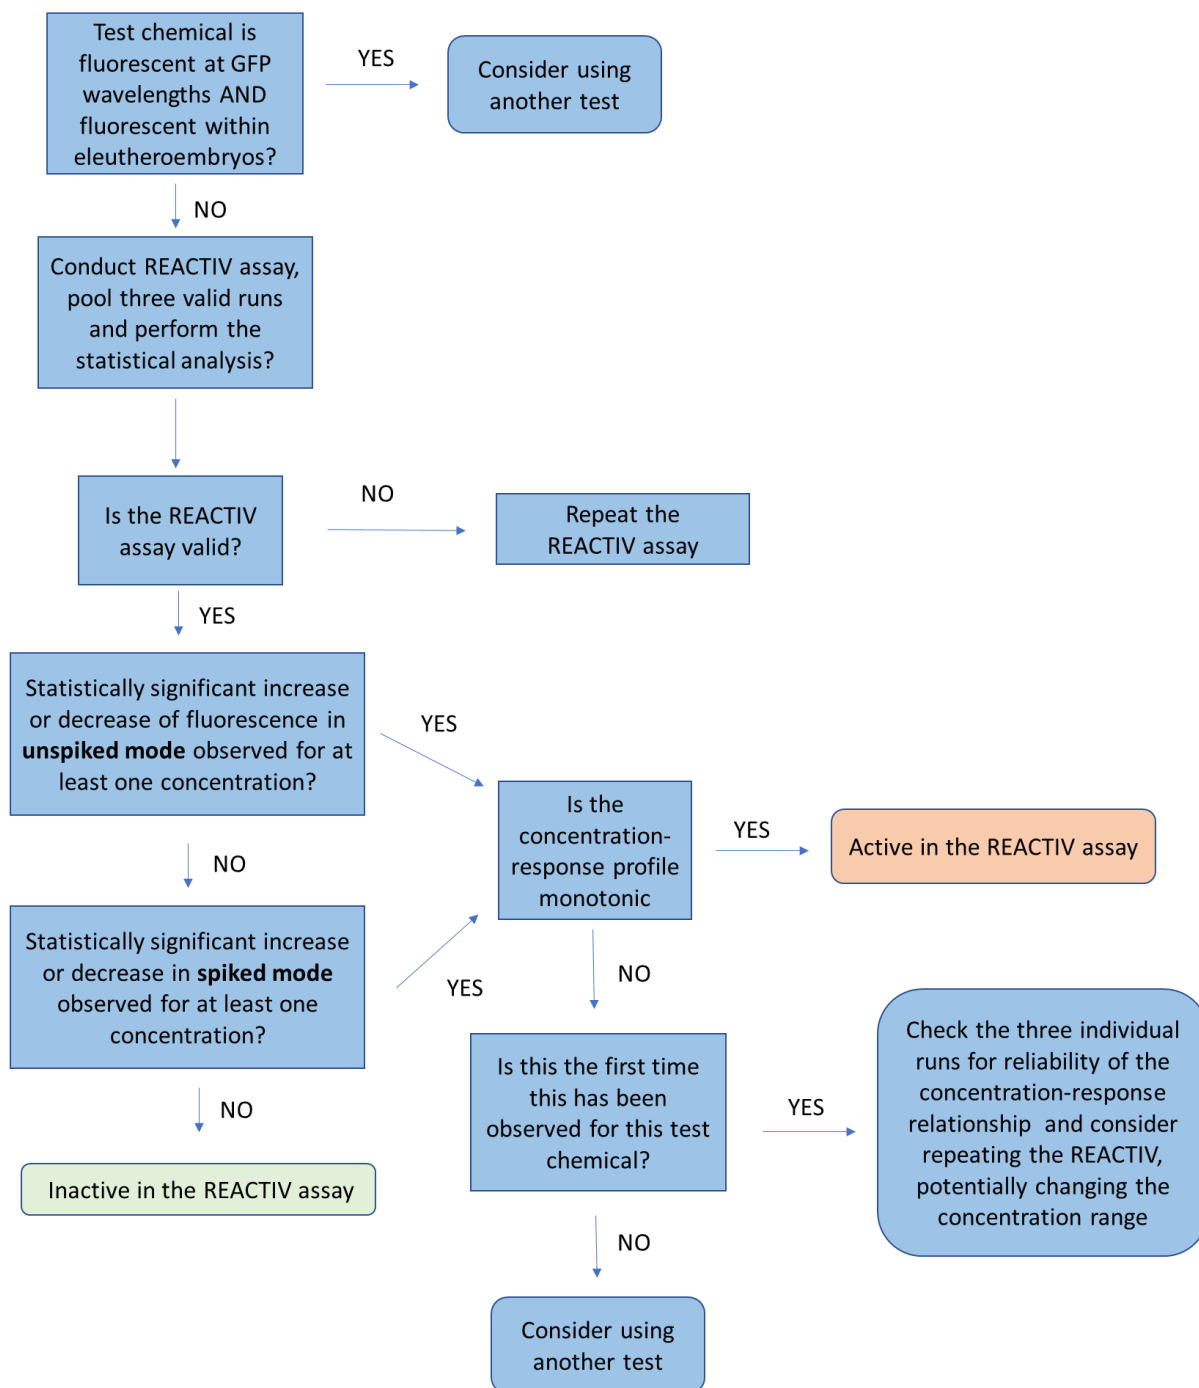 Test chemical is
fluorescent at GFP
wavelengths AND
fluorescent within
eleutheroembryos?
YES
Consider using
another test
NO
Conduct REACTIV assay,
pool three valid runs
and perform the
statistical analysis?
Is the REACTIV
assay valid?
NO
Repeat the
REACTIV assay
YES
Statistically significant increase
or decrease of fluorescence in
unspiked mode observed for at
least one concentration?
YES
Is the
concentration-
response profile
monotonic
YES
Active in the REACTIV assay
NO
Statistically significant increase
or decrease in spiked mode
observed for at least one
concentration?
YES
NO
Is this the first time
this has been
observed for this test
chemical?
YES
Check the three individual
runs for reliability of the
concentration-response
relationship and consider
repeating the REACTIV,
potentially changing the
concentration range
NO
Inactive in the REACTIV assay
NO
Consider using
another test